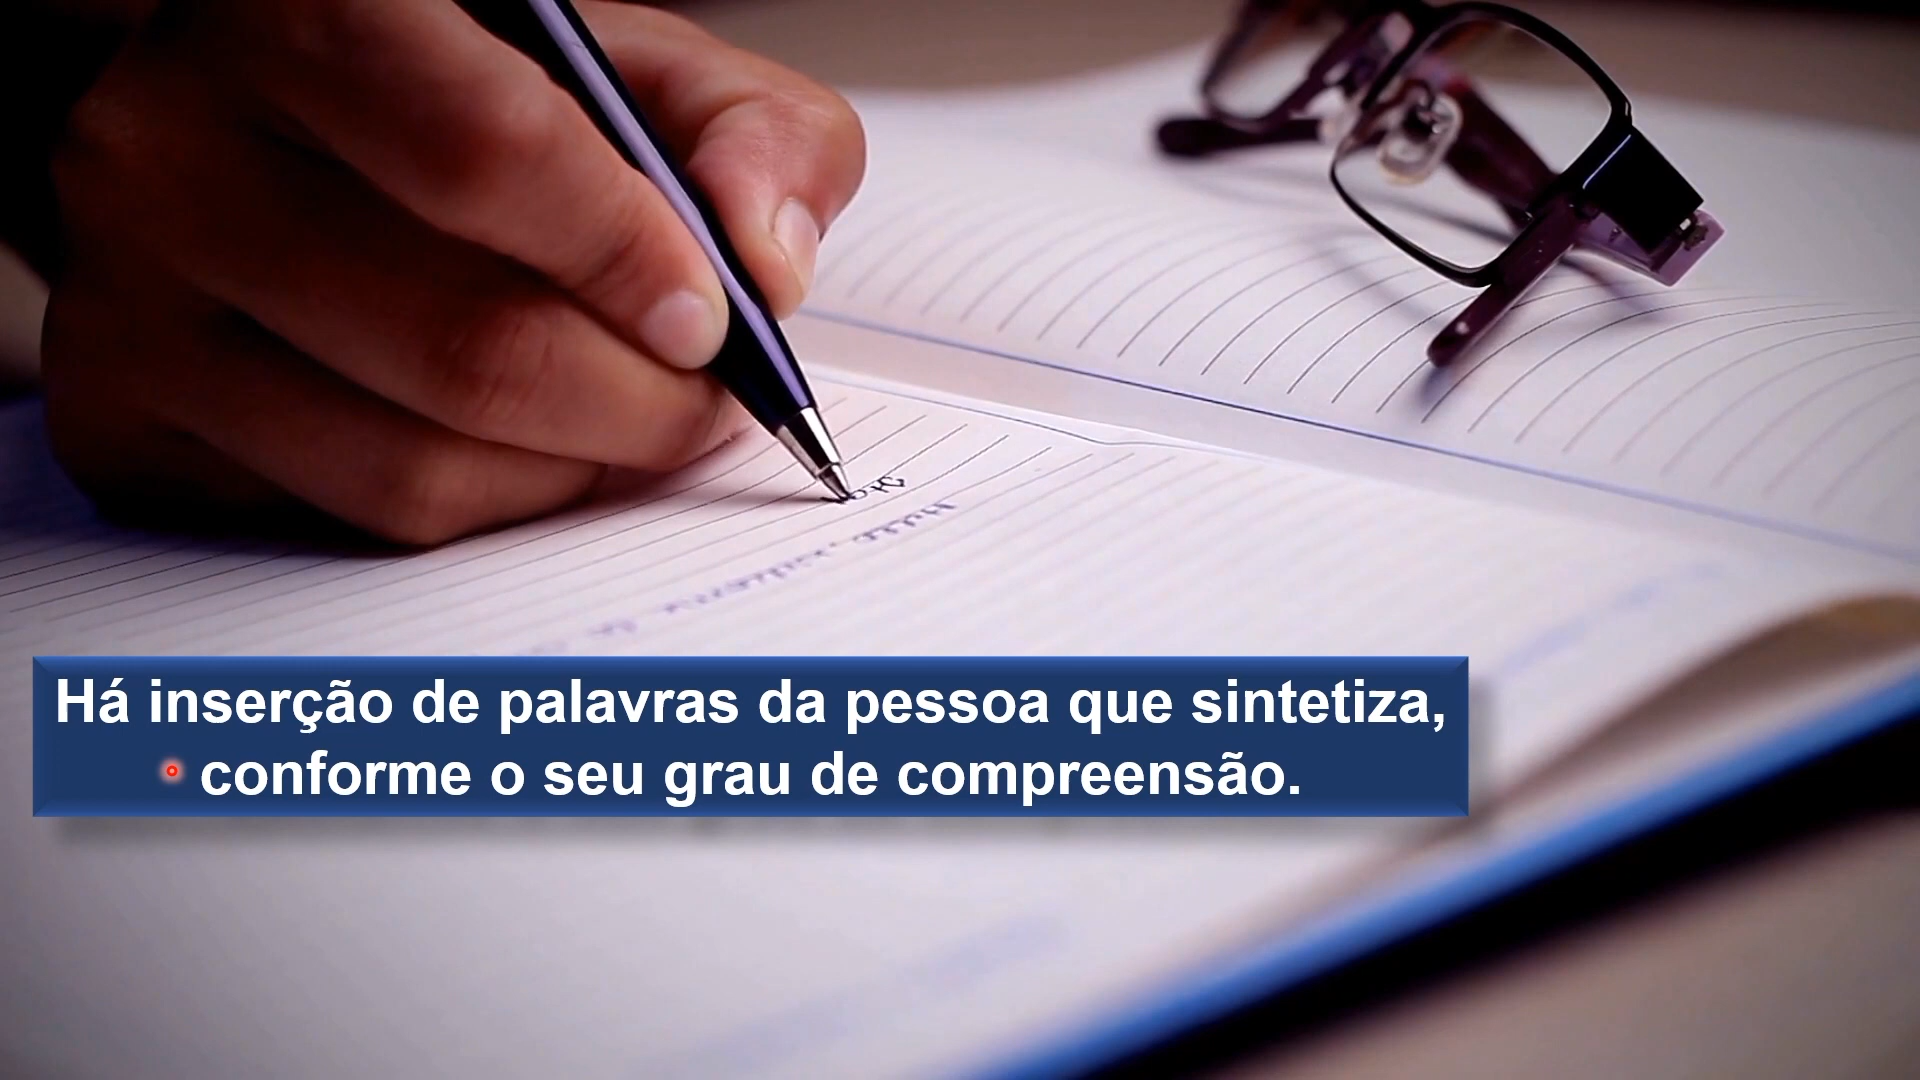 Há inserção de palavras da pessoa que sintetiza,
conforme o seu grau de compreensão.